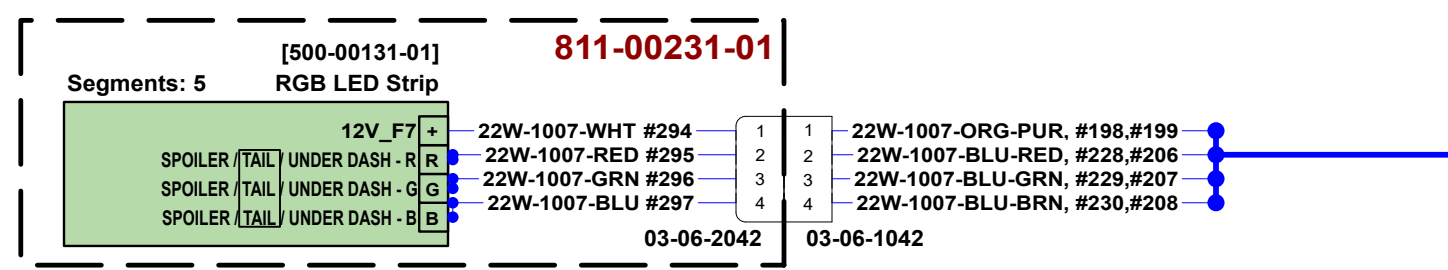 [500-00131-01] 811-00231-01
Segments: 5 RGB LED Strip
12V_F7 + 22W-1007-WHT #294 1 1 22W-1007-ORG-PUR, #198,#199
SPOILER / TAIL / UNDER DASH - R R 22W-1007-RED #295 2 2 22W-1007-BLU-RED, #228,#206
SPOILER / TAIL / UNDER DASH - G G 22W-1007-GRN #296 3 3 22W-1007-BLU-GRN, #229,#207
SPOILER / TAIL / UNDER DASH - B B 22W-1007-BLU #297 4 4 22W-1007-BLU-BRN, #230,#208
03-06-2042 03-06-1042